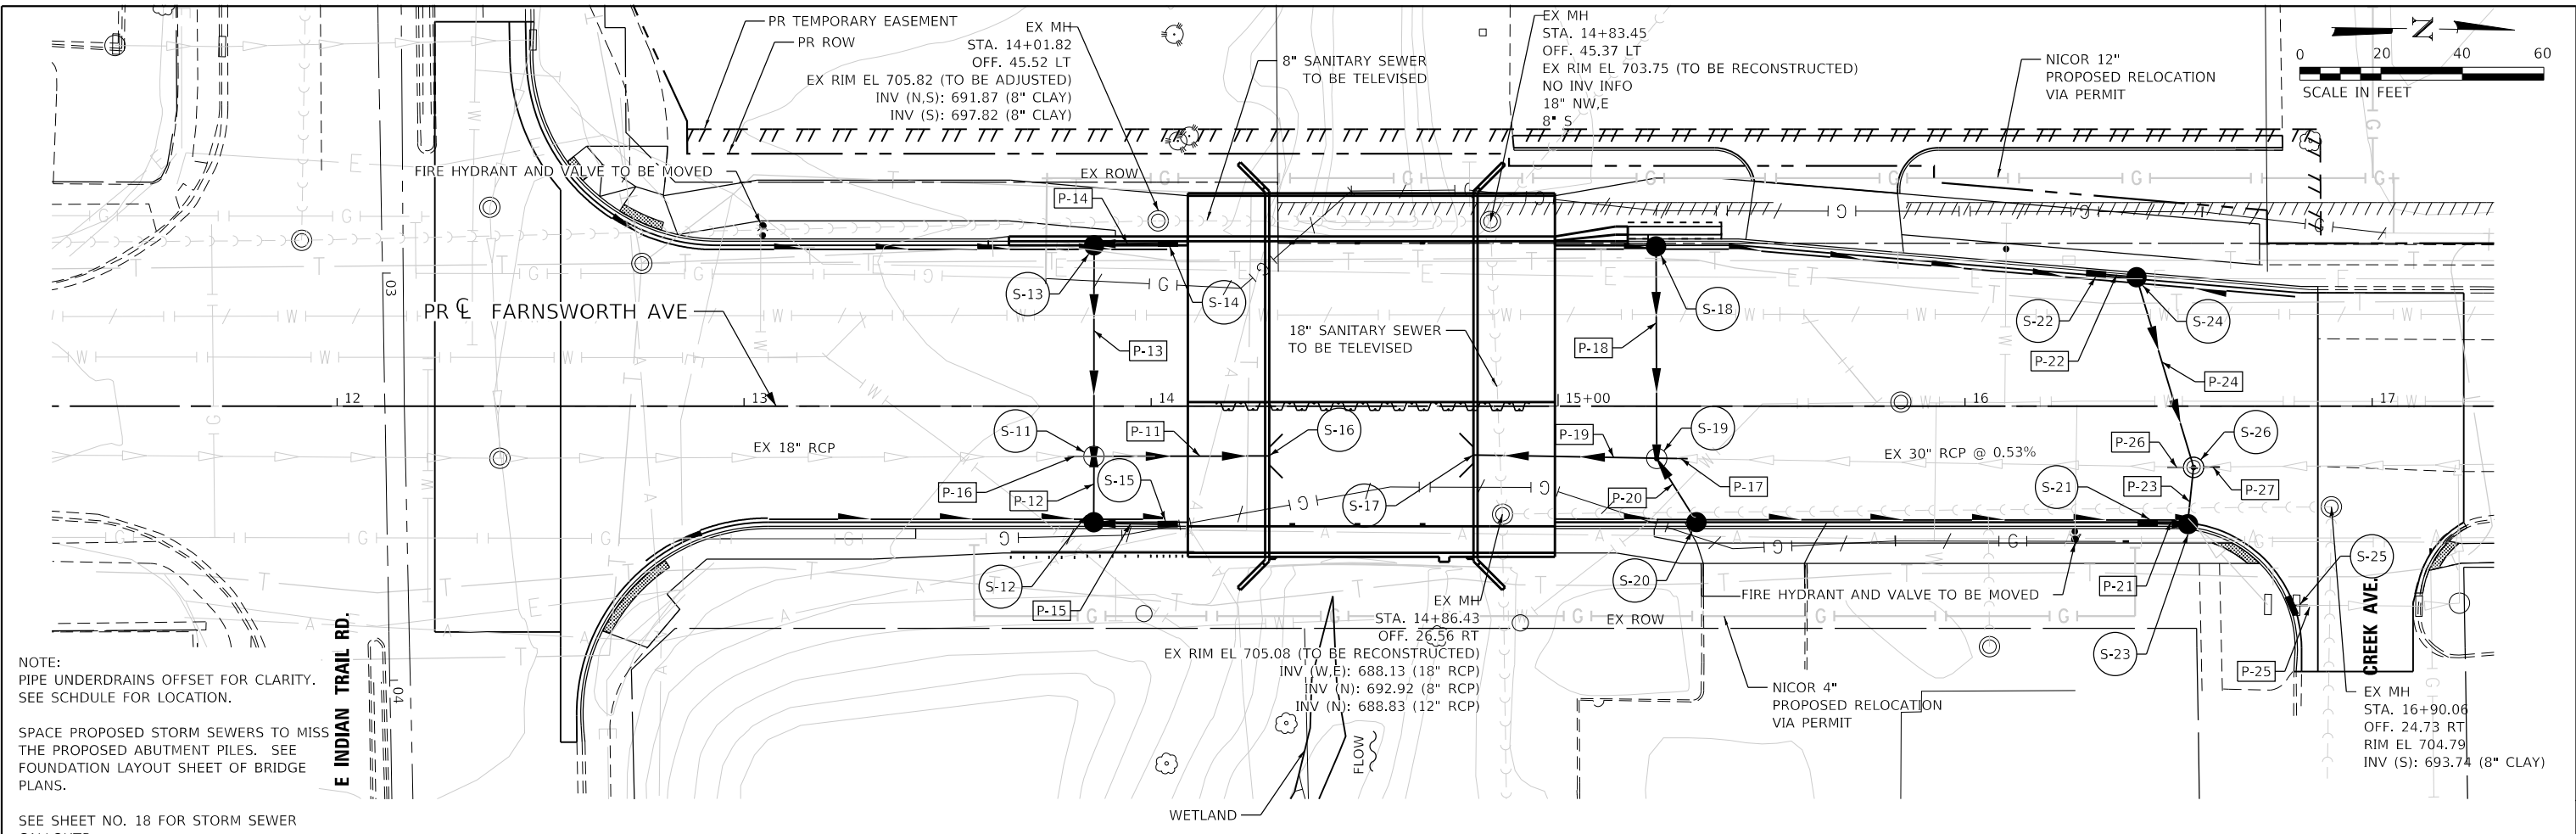 PR TEMPORARY EASEMENT
PR ROW
EX MH
STA. 14+01.82
OFF. 45.52 LT
EX RIM EL 705.82 (TO BE ADJUSTED)
INV (N,S): 691.87 (8" CLAY)
INV (S): 697.82 (8" CLAY)
8" SANITARY SEWER
TO BE TELEVISED
EX MH
STA. 14+83.45
OFF. 45.37 LT
EX RIM EL 703.75 (TO BE RECONSTRUCTED)
NO INV INFO
18" NW,E
8" S
NICOR 12"
PROPOSED RELOCATION
VIA PERMIT
N
0 20 40 60
SCALE IN FEET
FIRE HYDRANT AND VALVE TO BE MOVED
EX ROW
P-14
S-13
S-14
S-18
S-22
S-24
P-22
PR ℄ FARNSWORTH AVE
P-13
18" SANITARY SEWER
TO BE TELEVISED
P-18
P-24
03
12
13
14
15+00
16
17
EX 18" RCP
S-11
P-11
S-16
P-19
S-19
EX 30" RCP @ 0.53%
P-26
S-26
P-16
P-12
S-15
S-17
P-20
P-17
S-21
P-23
P-27
S-12
P-15
S-20
P-21
S-25
S-23
P-25
FIRE HYDRANT AND VALVE TO BE MOVED
EX ROW
EX MH
STA. 14+86.43
OFF. 26.56 RT
EX RIM EL 705.08 (TO BE RECONSTRUCTED)
INV (W,E): 688.13 (18" RCP)
INV (N): 692.92 (8" RCP)
INV (N): 688.83 (12" RCP)
NICOR 4"
PROPOSED RELOCATION
VIA PERMIT
CREEK AVE.
EX MH
STA. 16+90.06
OFF. 24.73 RT
RIM EL 704.79
INV (S): 693.74 (8" CLAY)
E INDIAN TRAIL RD.
04
FLOW
WETLAND
NOTE:
PIPE UNDERDRAINS OFFSET FOR CLARITY.
SEE SCHDULE FOR LOCATION.
SPACE PROPOSED STORM SEWERS TO MISS
THE PROPOSED ABUTMENT PILES. SEE
FOUNDATION LAYOUT SHEET OF BRIDGE
PLANS.
SEE SHEET NO. 18 FOR STORM SEWER